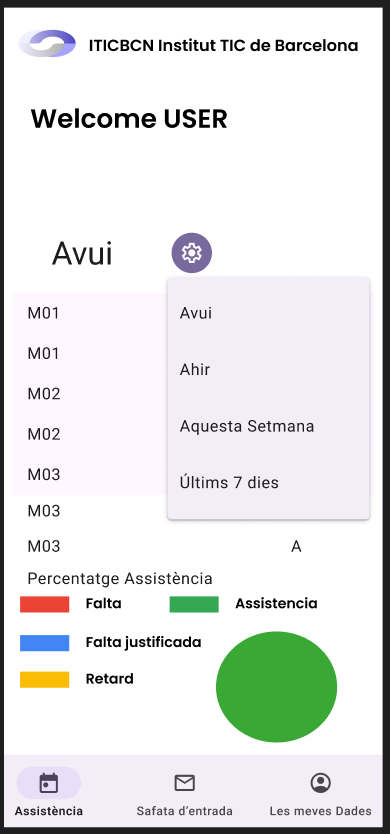 ITICBCN Institut TIC de Barcelona
Welcome USER
Avui
M01
Avui
M01
Ahir
M02
M02
Aquesta Setmana
M03
Últims 7 dies
M03
M03 A
Percentatge Assistència
Falta Assistencia
Falta justificada
Retard
Assistència Safata d’entrada Les meves Dades